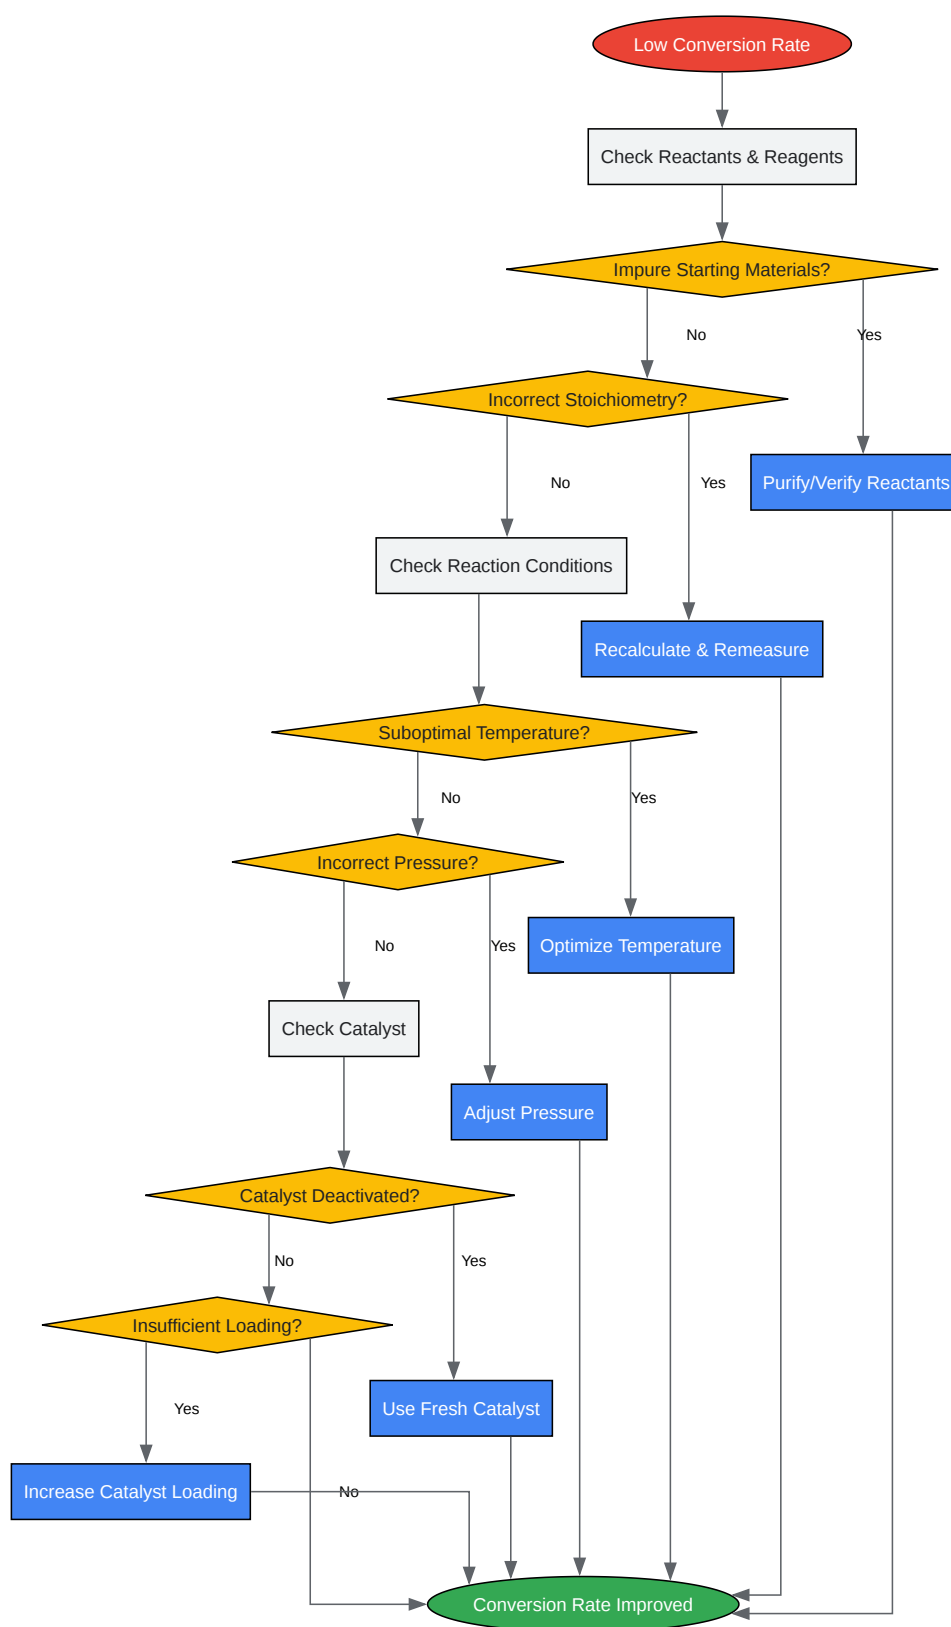 Low Conversion Rate
Check Reactants & Reagents
Impure Starting Materials?
No
Yes
Incorrect Stoichiometry?
No
Yes
Purify/Verify Reactants
Check Reaction Conditions
Recalculate & Remeasure
Suboptimal Temperature?
No
Yes
Incorrect Pressure?
No
Yes
Optimize Temperature
Check Catalyst
Adjust Pressure
Catalyst Deactivated?
No
Yes
Insufficient Loading?
Yes
Use Fresh Catalyst
Increase Catalyst Loading
No
Conversion Rate Improved